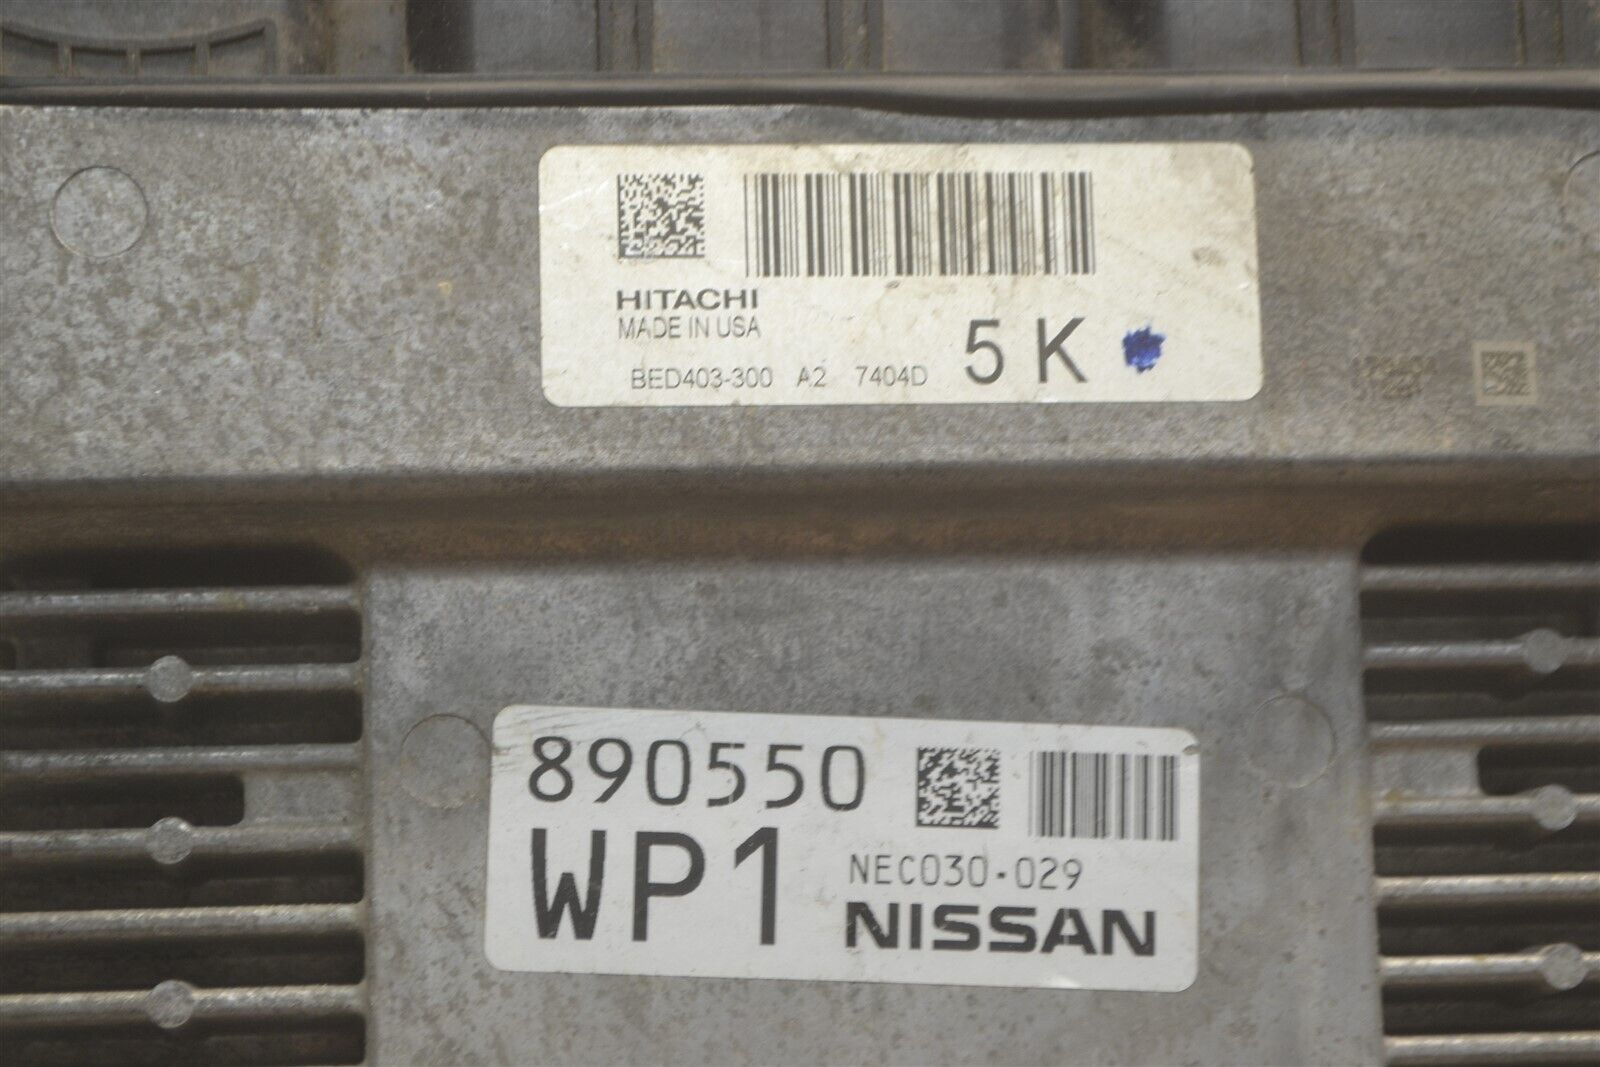 HITACHI
MADE IN USA
BED403-300 A2 7404D 5 K
890550
WP1
NEC030-029
NISSAN